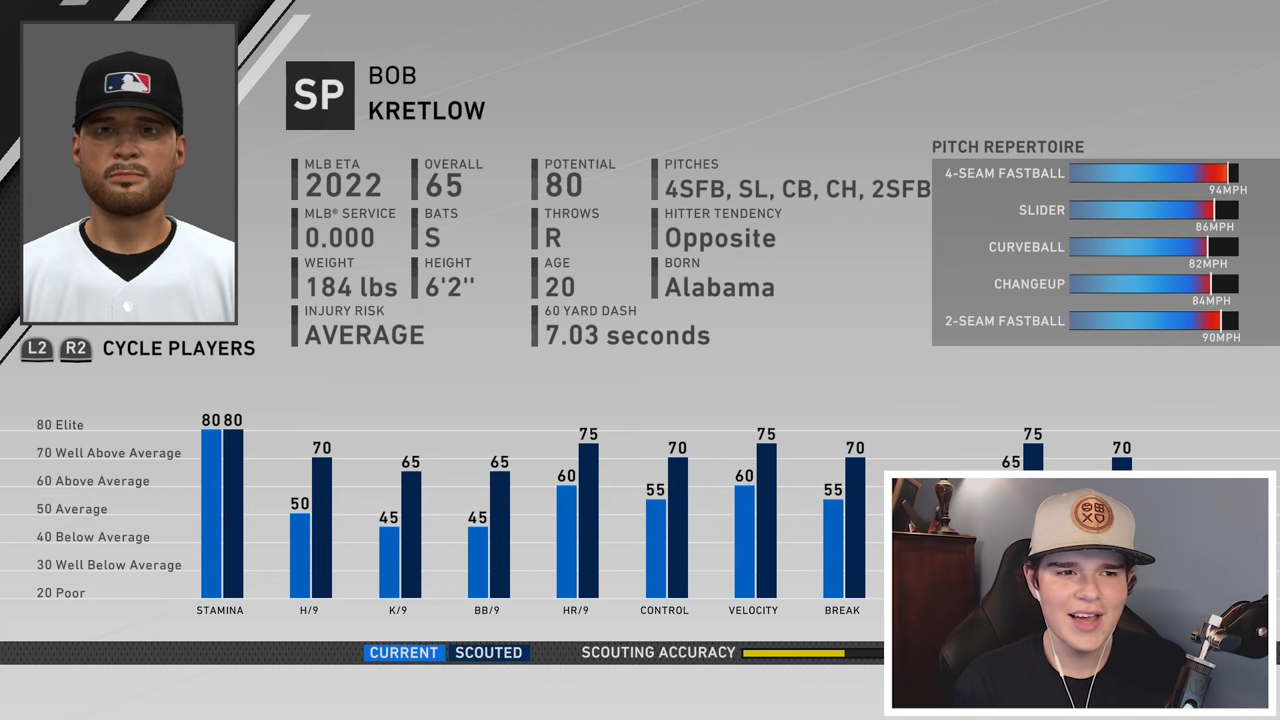 SP
BOB
KRETLOW
MLB ETA
2022
OVERALL
65
POTENTIAL
80
PITCHES
4SFB, SL, CB, CH, 2SFB
MLB® SERVICE
0.000
BATS
S
THROWS
R
HITTER TENDENCY
Opposite
WEIGHT
184 lbs
HEIGHT
6'2''
AGE
20
BORN
Alabama
INJURY RISK
AVERAGE
60 YARD DASH
7.03 seconds
L2 R2 CYCLE PLAYERS
PITCH REPERTOIRE
4-SEAM FASTBALL
94MPH
SLIDER
86MPH
CURVEBALL
82MPH
CHANGEUP
84MPH
2-SEAM FASTBALL
90MPH
80 Elite
70 Well Above Average
60 Above Average
50 Average
40 Below Average
30 Well Below Average
20 Poor
80 80
50 70
45 65
45 65
60 75
55 70
60 75
55 70
65 75
70
STAMINA
H/9
K/9
BB/9
HR/9
CONTROL
VELOCITY
BREAK
CURRENT SCOUTED
SCOUTING ACCURACY